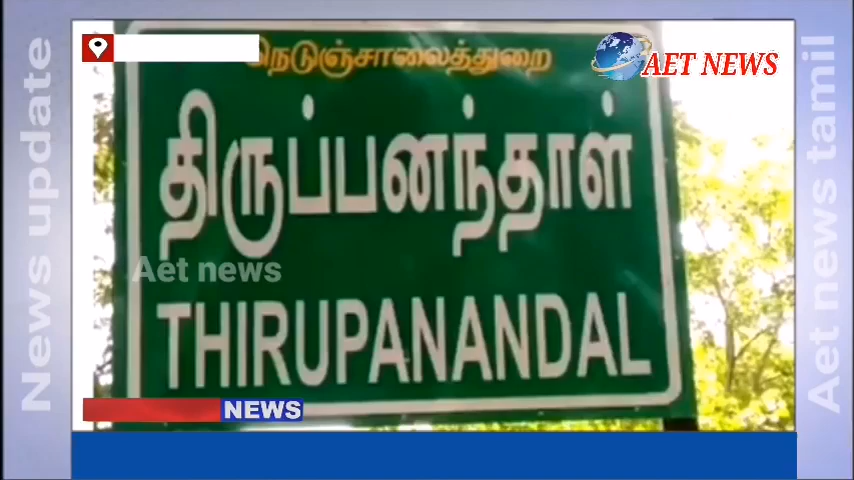 நெடுஞ்சாலைத்துறை
AET NEWS
திருப்பனந்தாள்
Aet news
THIRUPANANDAL
NEWS
News update
Aet news tamil